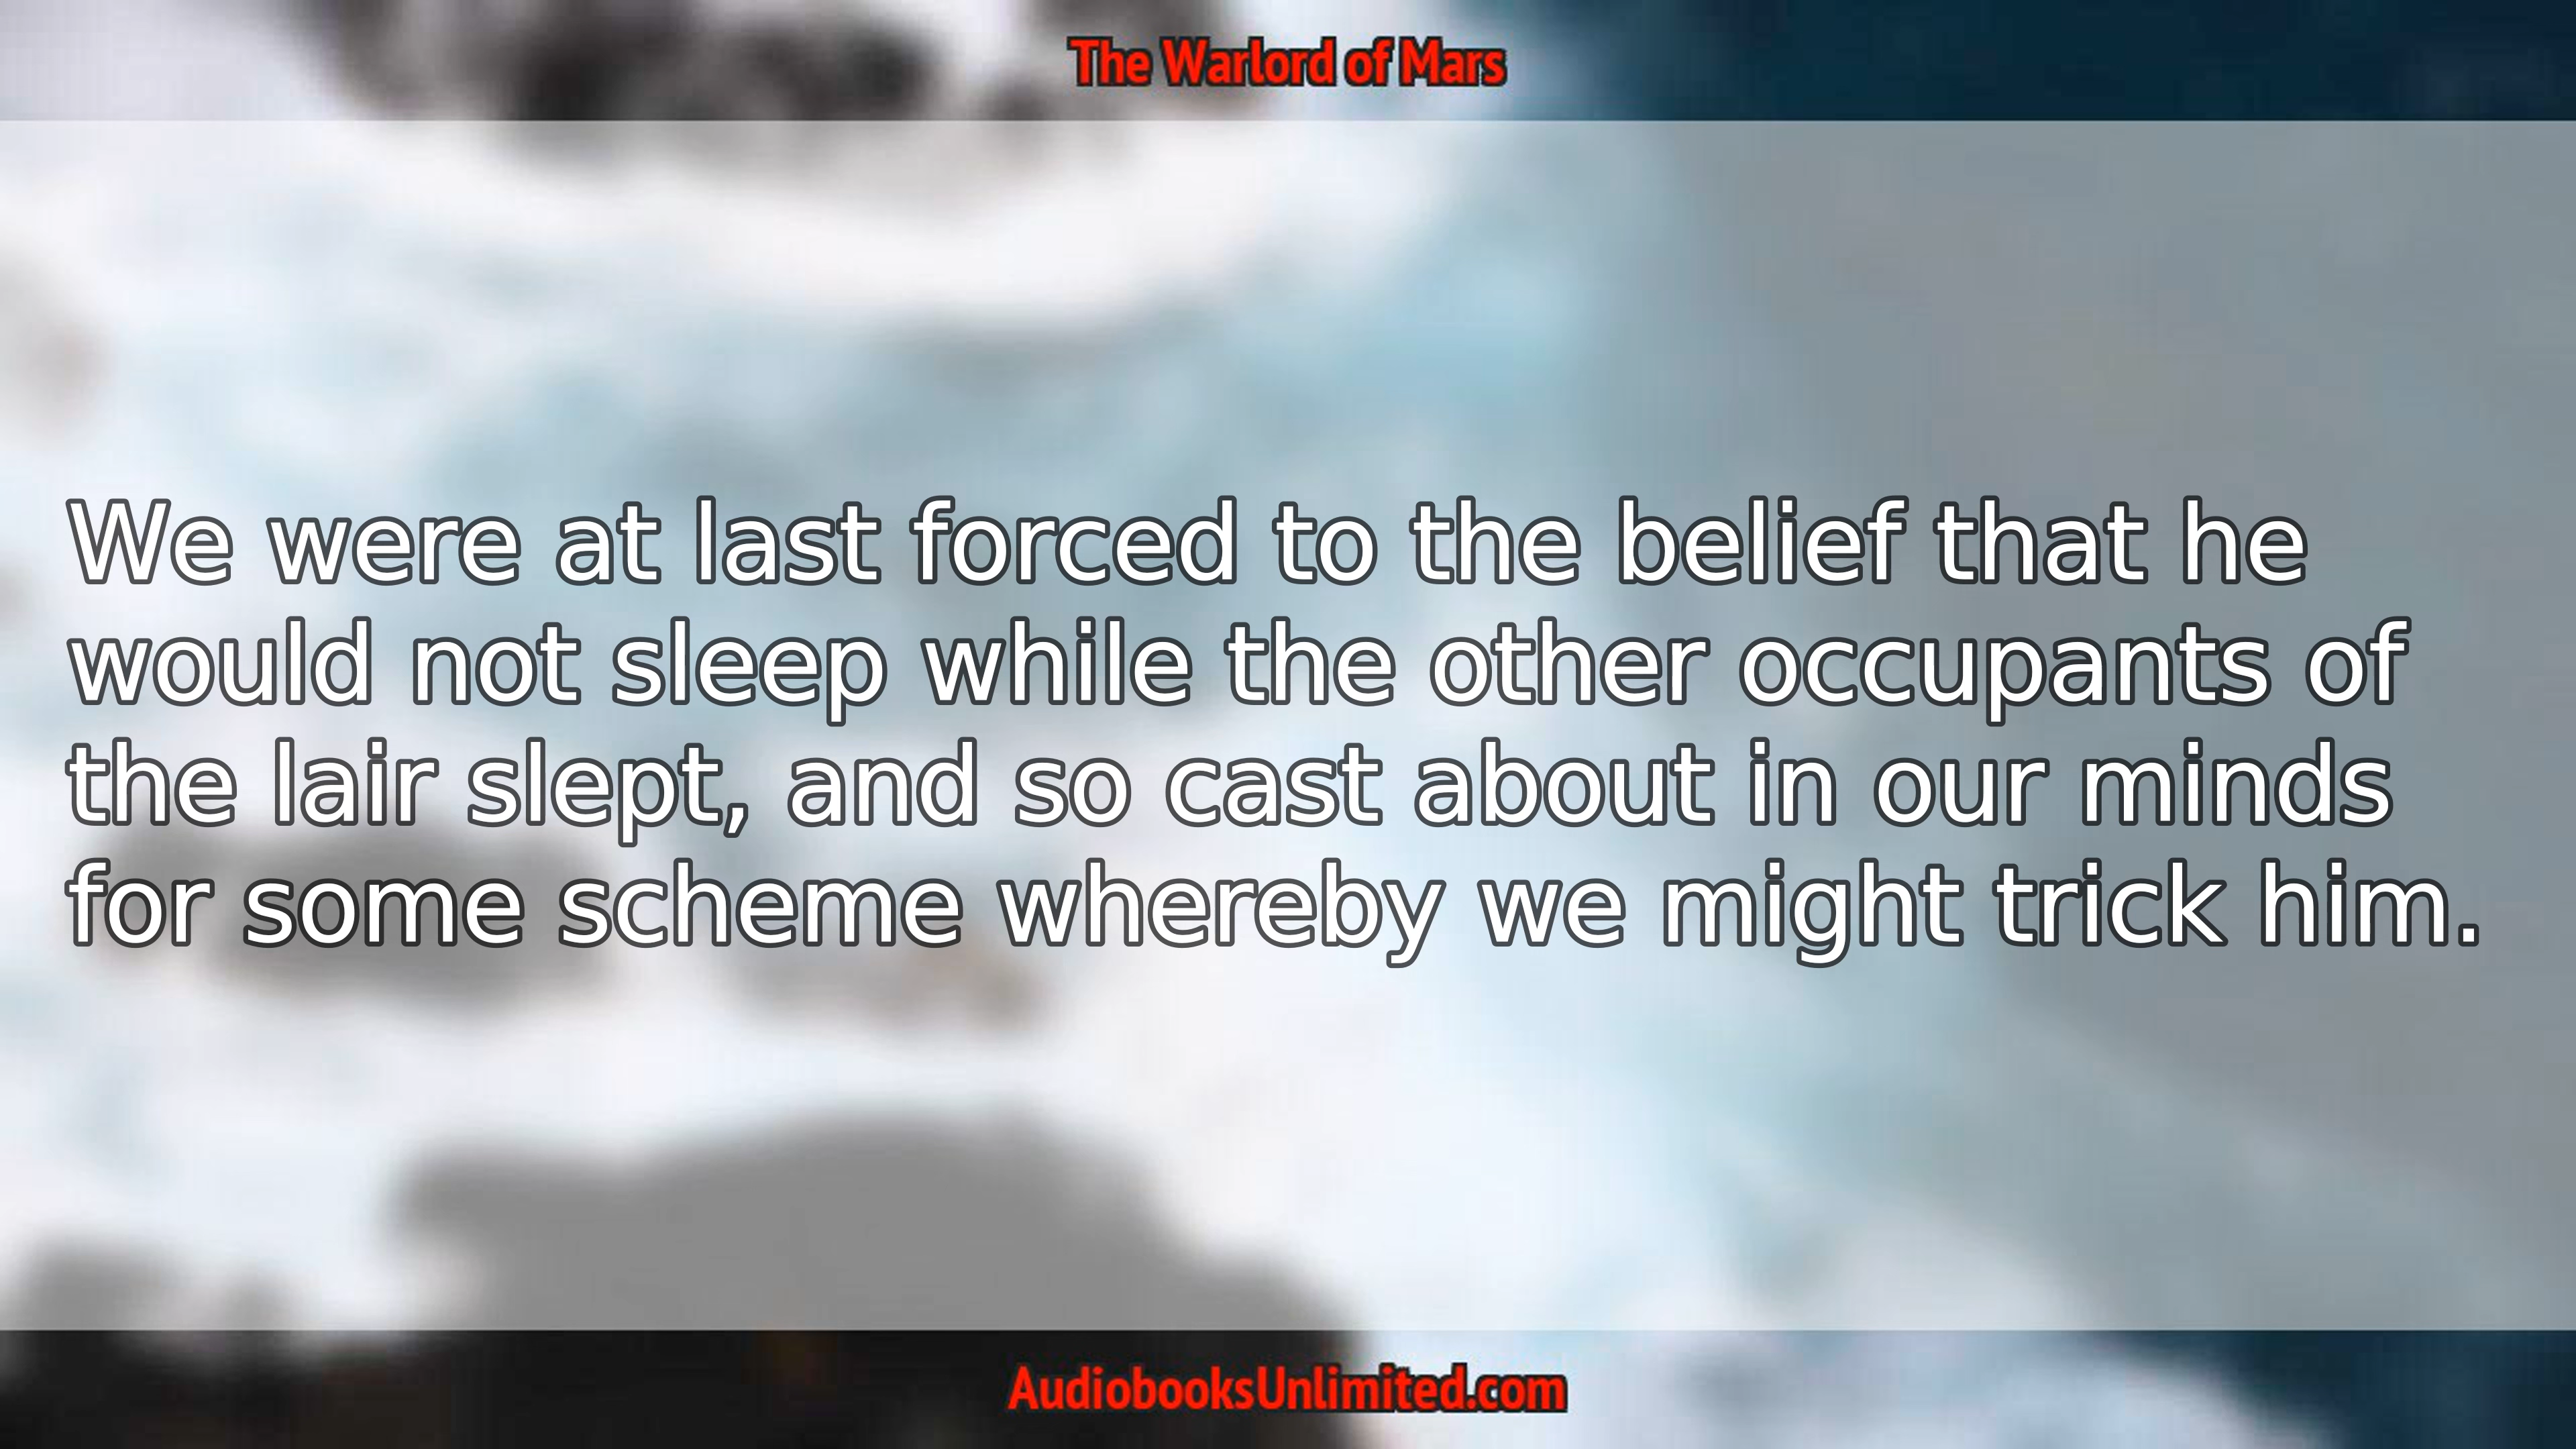 The Warlord of Mars
We were at last forced to the belief that he
would not sleep while the other occupants of
the lair slept, and so cast about in our minds
for some scheme whereby we might trick him.
AudiobooksUnlimited.com